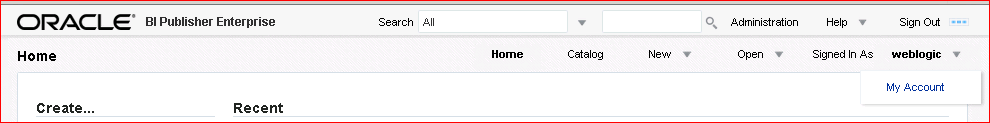 ORACLE BI Publisher Enterprise Search All Administration Help Sign Out
Home Home Catalog New Open Signed In As weblogic
My Account
Create... Recent